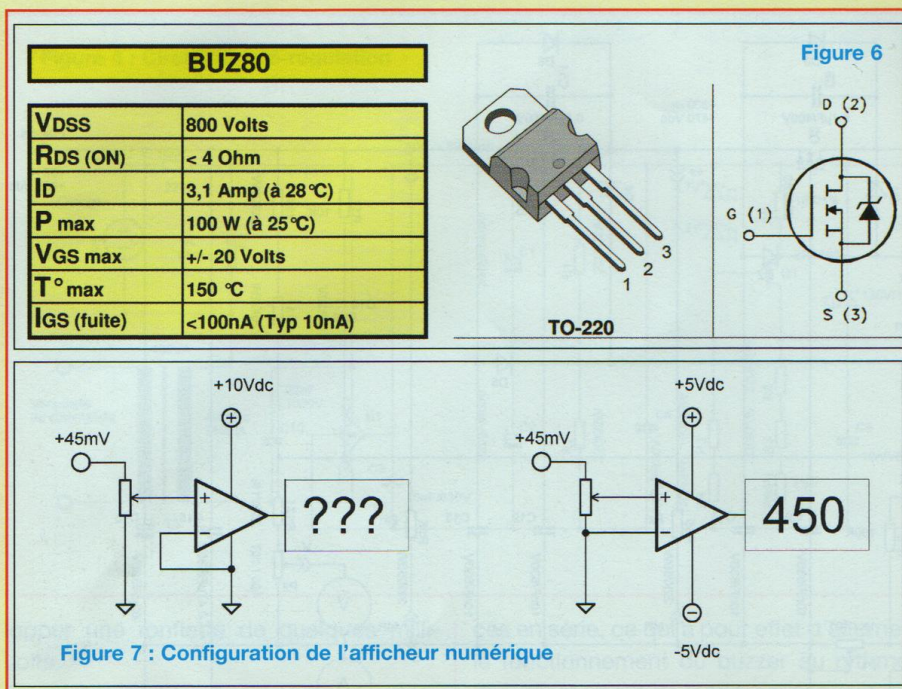 Figure 6
BUZ80
VDSS 800 Volts
RDS (ON) < 4 Ohm
ID 3,1 Amp (à 28°C)
P max 100 W (à 25°C)
VGS max +/- 20 Volts
T° max 150 °C
IGS (fuite) <100nA (Typ 10nA)
1
2
3
TO-220
D (2)
G (1)
S (3)
+10Vdc
+45mV
+
-
???
+5Vdc
+45mV
+
-
450
-5Vdc
Figure 7 : Configuration de l'afficheur numérique